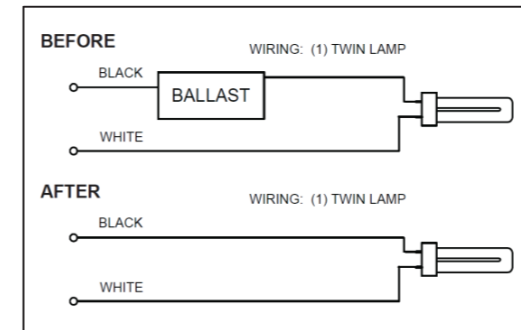 BEFORE
WIRING: (1) TWIN LAMP
BLACK
BALLAST
WHITE
AFTER
WIRING: (1) TWIN LAMP
BLACK
WHITE